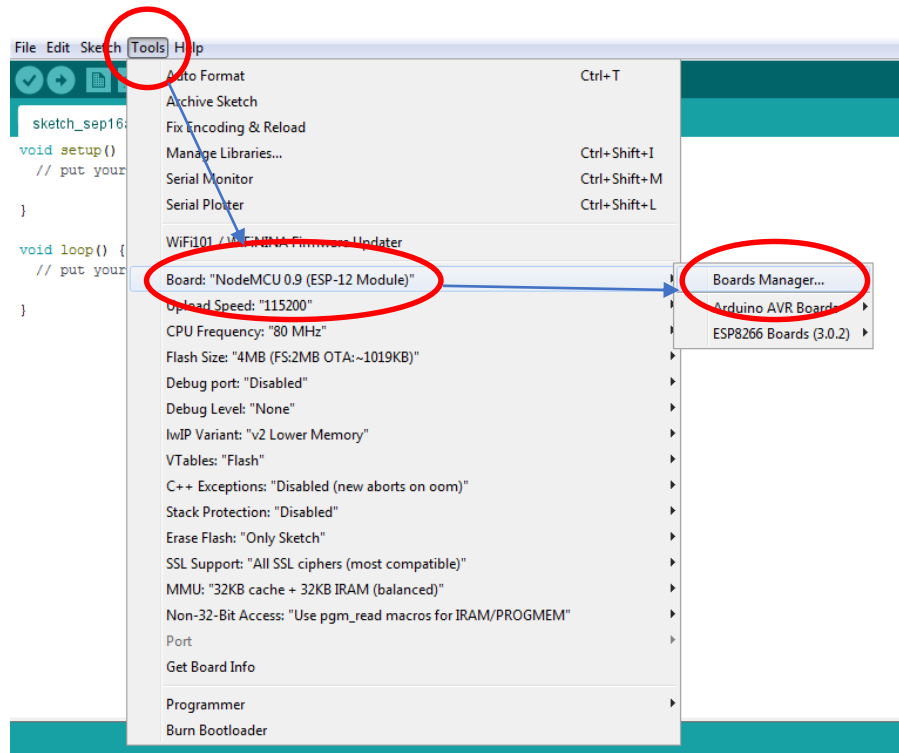 File Edit Sketch Tools Help
sketch_sep16a
void setup()
// put your
}
void loop() {
// put your
}
Auto Format Ctrl+T
Archive Sketch
Fix Encoding & Reload
Manage Libraries... Ctrl+Shift+I
Serial Monitor Ctrl+Shift+M
Serial Plotter Ctrl+Shift+L
WiFi101 / WiFiNINA Firmware Updater
Board: "NodeMCU 0.9 (ESP-12 Module)"
Upload Speed: "115200"
CPU Frequency: "80 MHz"
Flash Size: "4MB (FS:2MB OTA:~1019KB)"
Debug port: "Disabled"
Debug Level: "None"
lwIP Variant: "v2 Lower Memory"
VTables: "Flash"
C++ Exceptions: "Disabled (new aborts on oom)"
Stack Protection: "Disabled"
Erase Flash: "Only Sketch"
SSL Support: "All SSL ciphers (most compatible)"
MMU: "32KB cache + 32KB IRAM (balanced)"
Non-32-Bit Access: "Use pgm_read macros for IRAM/PROGMEM"
Port
Get Board Info
Programmer
Burn Bootloader
Boards Manager...
Arduino AVR Boards
ESP8266 Boards (3.0.2)